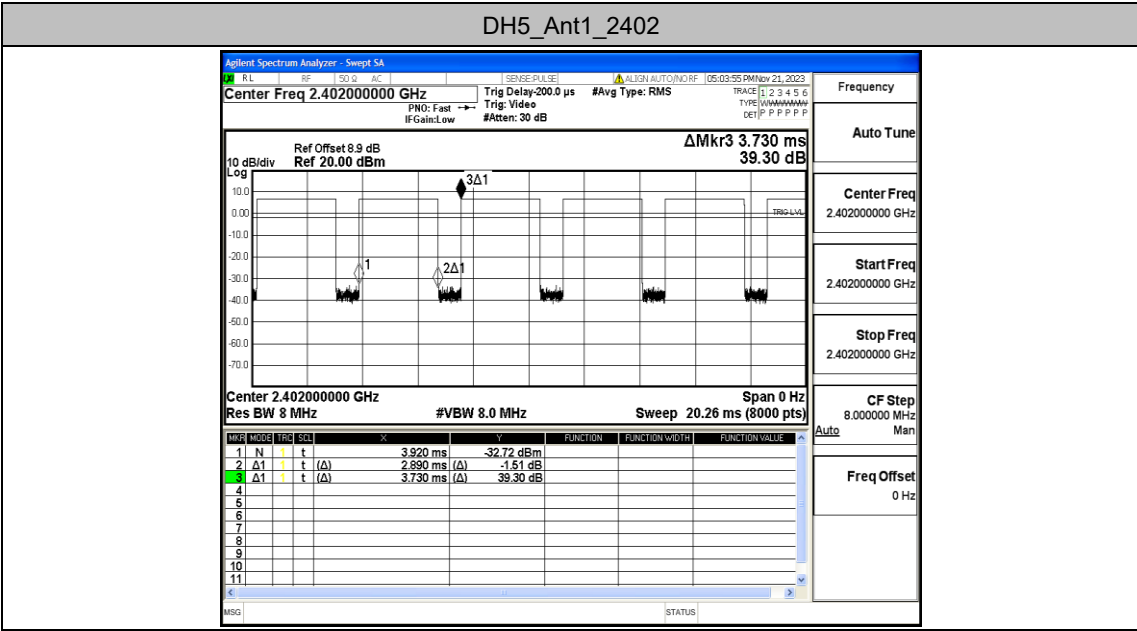 DH5_Ant1_2402
Agilent Spectrum Analyzer - Swept SA
LXI RL RF 50 Ω AC SENSE:PULSE ALIGN AUTO/NO RF 05:03:55 PM Nov 21, 2023
Center Freq 2.402000000 GHz
PNO: Fast
IFGain:Low
Trig Delay-200.0 µs
Trig: Video
#Atten: 30 dB
#Avg Type: RMS
TRACE 1 2 3 4 5 6
TYPE WWWWWW
DET P P P P P P
Ref Offset 8.9 dB
10 dB/div Ref 20.00 dBm
Log
ΔMkr3 3.730 ms
39.30 dB
10.0
0.00
-10.0
-20.0
-30.0
-40.0
-50.0
-60.0
-70.0
3Δ1
TRIG LVL
1
2Δ1
Center 2.402000000 GHz Span 0 Hz
Res BW 8 MHz #VBW 8.0 MHz Sweep 20.26 ms (8000 pts)
MKR MODE TRC SCL X Y FUNCTION FUNCTION WIDTH FUNCTION VALUE
1 N 1 t 3.920 ms -32.72 dBm
2 Δ1 1 t (Δ) 2.890 ms (Δ) -1.51 dB
3 Δ1 1 t (Δ) 3.730 ms (Δ) 39.30 dB
4
5
6
7
8
9
10
11
MSG STATUS
Frequency
Auto Tune
Center Freq
2.402000000 GHz
Start Freq
2.402000000 GHz
Stop Freq
2.402000000 GHz
CF Step
8.000000 MHz
Auto Man
Freq Offset
0 Hz